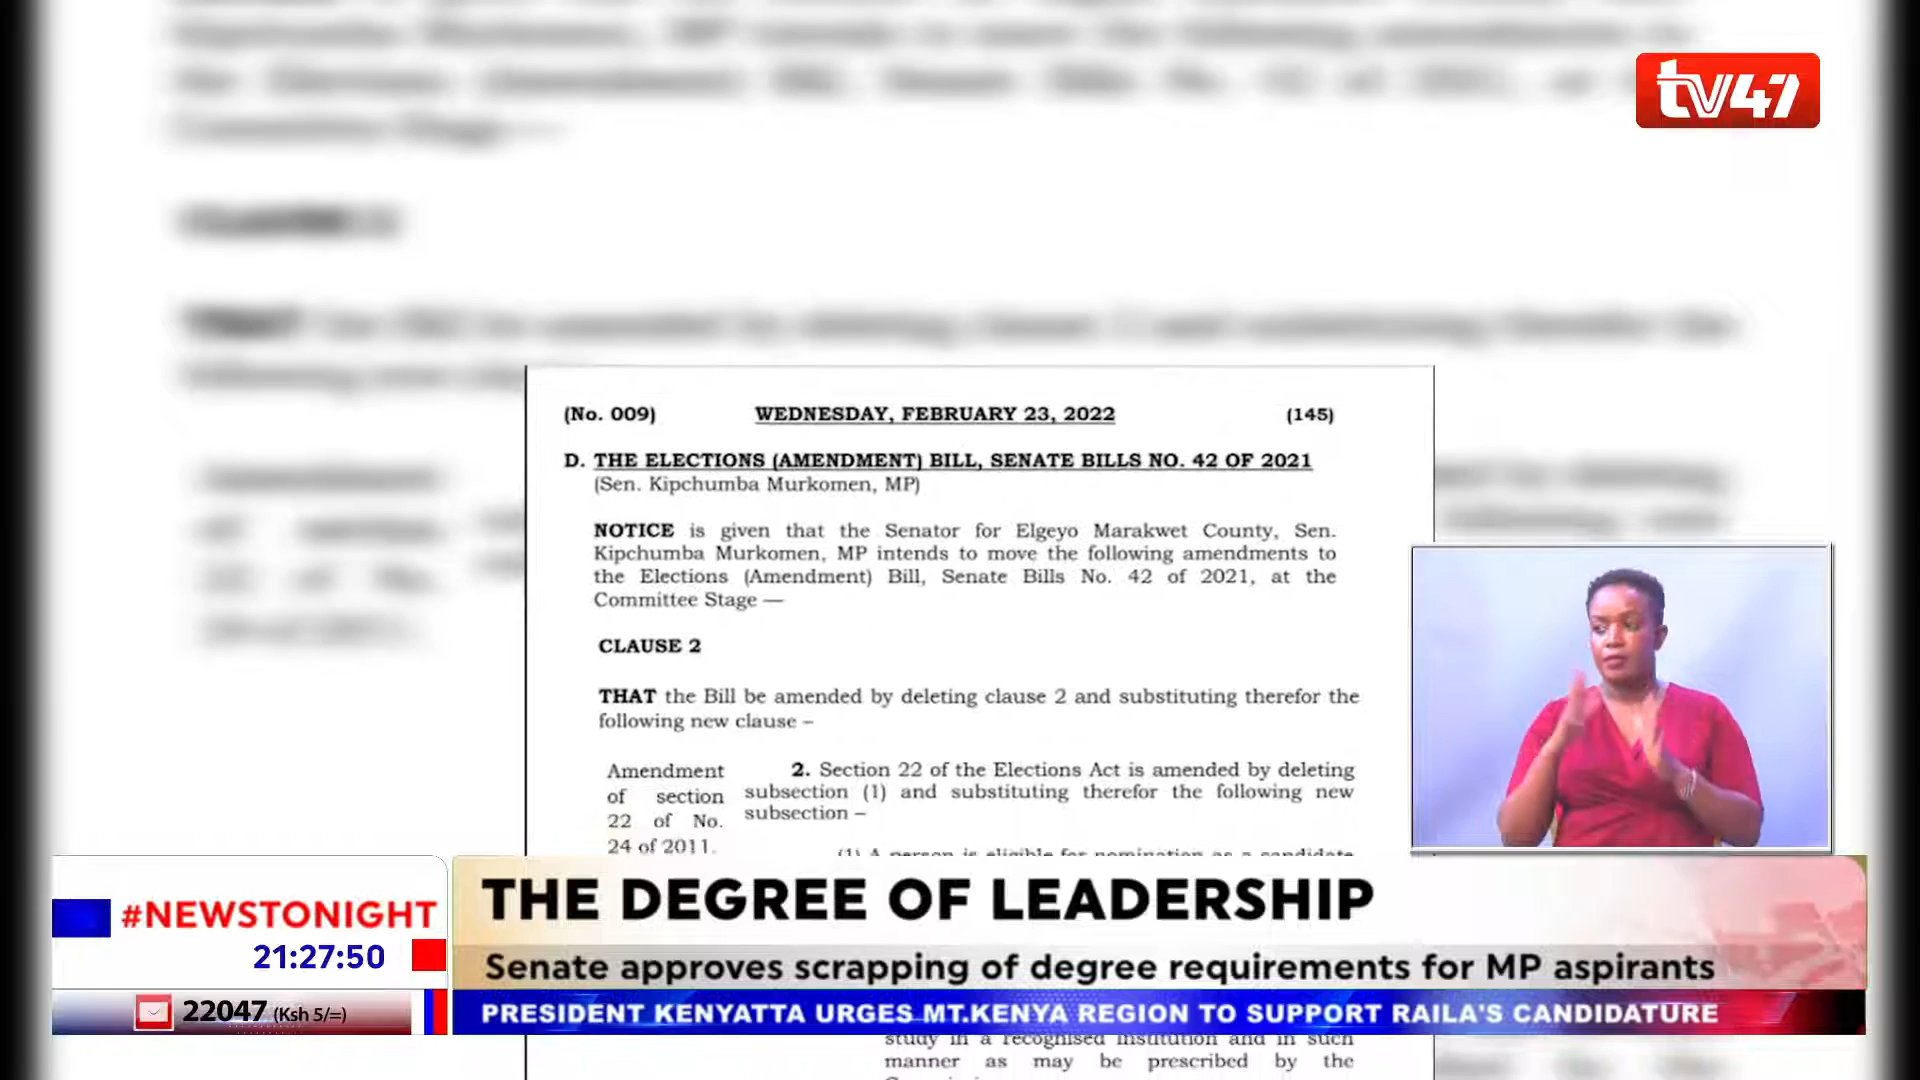 tv47
(No. 009) WEDNESDAY, FEBRUARY 23, 2022 (145)
D. THE ELECTIONS (AMENDMENT) BILL, SENATE BILLS NO. 42 OF 2021
(Sen. Kipchumba Murkomen, MP)
NOTICE is given that the Senator for Elgeyo Marakwet County, Sen.
Kipchumba Murkomen, MP intends to move the following amendments to
the Elections (Amendment) Bill, Senate Bills No. 42 of 2021, at the
Committee Stage —
CLAUSE 2
THAT the Bill be amended by deleting clause 2 and substituting therefor the
following new clause –
Amendment
of section
22 of No.
24 of 2011.
2. Section 22 of the Elections Act is amended by deleting
subsection (1) and substituting therefor the following new
subsection –
(1) A person is eligible for nomination as a candidate
#NEWSTONIGHT
21:27:50
22047 (Ksh 5/=)
THE DEGREE OF LEADERSHIP
Senate approves scrapping of degree requirements for MP aspirants
PRESIDENT KENYATTA URGES MT.KENYA REGION TO SUPPORT RAILA'S CANDIDATURE
study in a recognised institution and in such
manner as may be prescribed by the